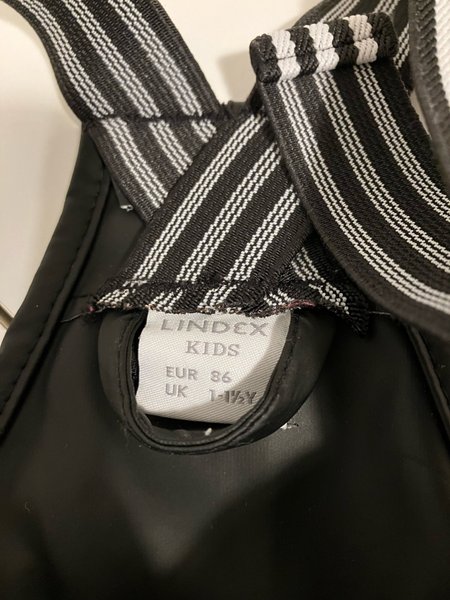 LINDEX
KIDS
EUR 86
UK 1-1½Y